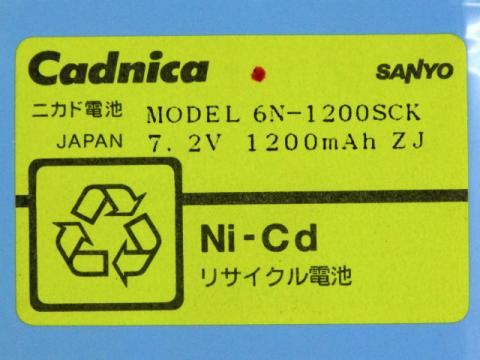 Cadnica SANYO
ニカド電池 MODEL 6N-1200SCK
JAPAN 7.2V 1200mAh ZJ
Ni-Cd
リサイクル電池